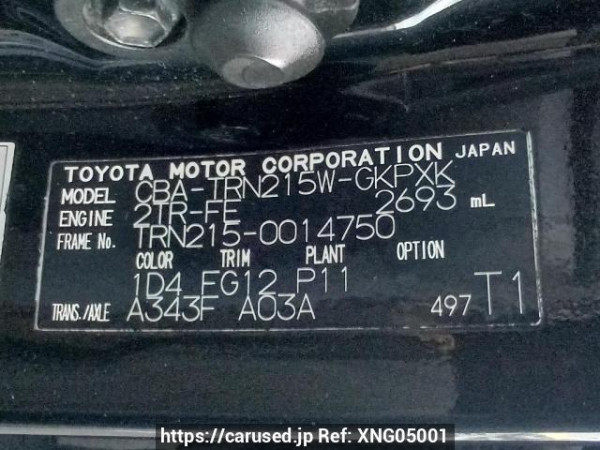 TOYOTA MOTOR CORPORATION JAPAN
MODEL CBA-TRN215W-GKPXK
ENGINE 2TR-FE 2693 mL
FRAME No. TRN215-0014750
COLOR TRIM PLANT OPTION
1D4 FG12 P11
TRANS./AXLE A343F A03A 497 T1
https://carused.jp Ref: XNG05001